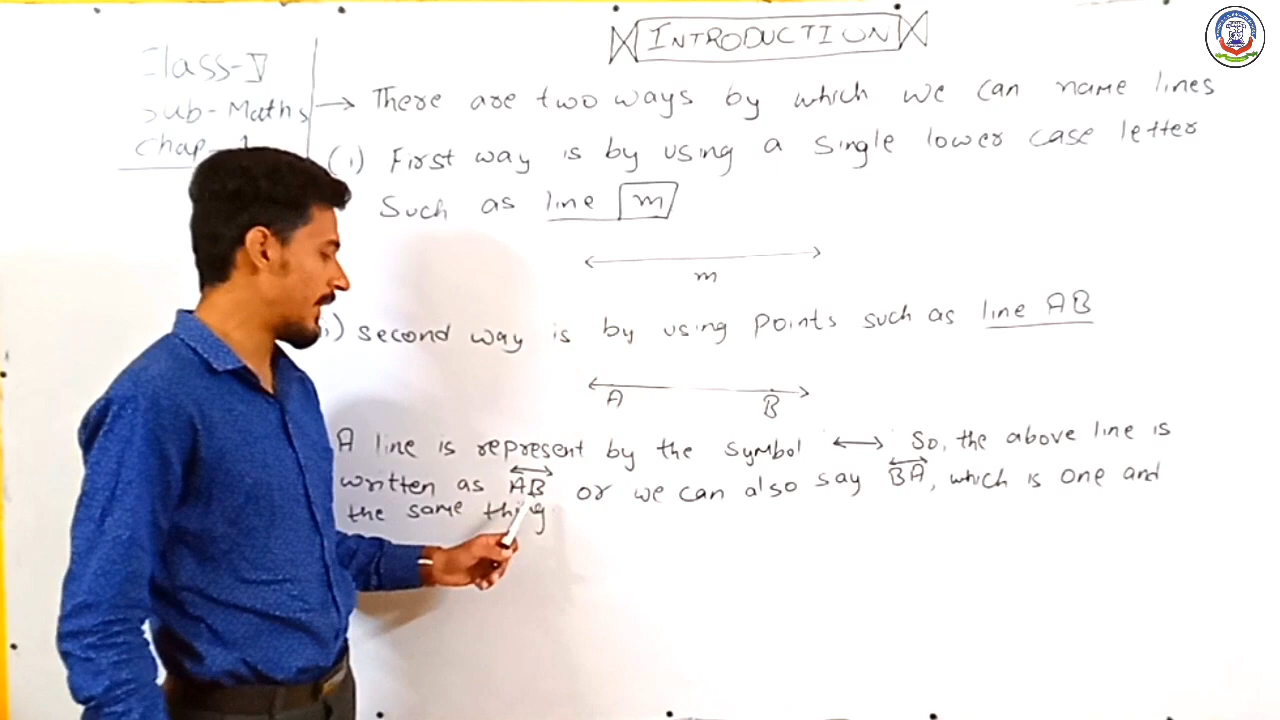 INTRODUCTION
Class-V
Sub-Maths
Chap-
→ There are two ways by which we can name lines
(i) First way is by using a single lower case letter
Such as line m
m
ii) second way is by using points such as line AB
A B
A line is represent by the symbol ↔ So, the above line is
written as AB or we can also say BA, which is one and
the same thing